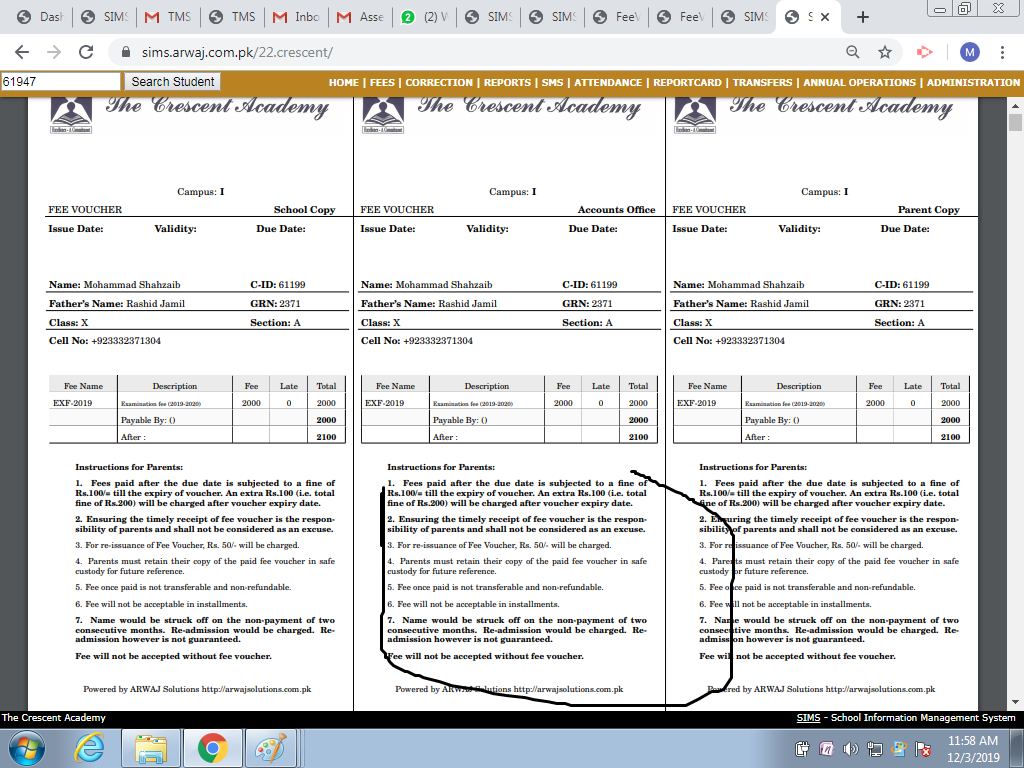 Dash
SIMS
TMS
TMS
Inbo
Asse
2 (2) W
SIMS
SIMS
FeeV
FeeV
SIMS
S
sims.arwaj.com.pk/22.crescent/
M
61947 Search Student HOME | FEES | CORRECTION | REPORTS | SMS | ATTENDANCE | REPORTCARD | TRANSFERS | ANNUAL OPERATIONS | ADMINISTRATION
The Crescent Academy
Campus: I
FEE VOUCHER School Copy
Issue Date: Validity: Due Date:
Name: Mohammad Shahzaib C-ID: 61199
Father's Name: Rashid Jamil GRN: 2371
Class: X Section: A
Cell No: +923332371304
Fee Name Description Fee Late Total
EXF-2019 Examination fee (2019-2020) 2000 0 2000
Payable By: () 2000
After : 2100
Instructions for Parents:
1. Fees paid after the due date is subjected to a fine of
Rs.100/= till the expiry of voucher. An extra Rs.100 (i.e. total
fine of Rs.200) will be charged after voucher expiry date.
2. Ensuring the timely receipt of fee voucher is the respon-
sibility of parents and shall not be considered as an excuse.
3. For re-issuance of Fee Voucher, Rs. 50/- will be charged.
4. Parents must retain their copy of the paid fee voucher in safe
custody for future reference.
5. Fee once paid is not transferable and non-refundable.
6. Fee will not be acceptable in installments.
7. Name would be struck off on the non-payment of two
consecutive months. Re-admission would be charged. Re-
admission however is not guaranteed.
Fee will not be accepted without fee voucher.
Powered by ARWAJ Solutions http://arwajsolutions.com.pk
The Crescent Academy
Campus: I
FEE VOUCHER Accounts Office
Issue Date: Validity: Due Date:
Name: Mohammad Shahzaib C-ID: 61199
Father's Name: Rashid Jamil GRN: 2371
Class: X Section: A
Cell No: +923332371304
Fee Name Description Fee Late Total
EXF-2019 Examination fee (2019-2020) 2000 0 2000
Payable By: () 2000
After : 2100
Instructions for Parents:
1. Fees paid after the due date is subjected to a fine of
Rs.100/= till the expiry of voucher. An extra Rs.100 (i.e. total
fine of Rs.200) will be charged after voucher expiry date.
2. Ensuring the timely receipt of fee voucher is the respon-
sibility of parents and shall not be considered as an excuse.
3. For re-issuance of Fee Voucher, Rs. 50/- will be charged.
4. Parents must retain their copy of the paid fee voucher in safe
custody for future reference.
5. Fee once paid is not transferable and non-refundable.
6. Fee will not be acceptable in installments.
7. Name would be struck off on the non-payment of two
consecutive months. Re-admission would be charged. Re-
admission however is not guaranteed.
Fee will not be accepted without fee voucher.
Powered by ARWAJ Solutions http://arwajsolutions.com.pk
The Crescent Academy
Campus: I
FEE VOUCHER Parent Copy
Issue Date: Validity: Due Date:
Name: Mohammad Shahzaib C-ID: 61199
Father's Name: Rashid Jamil GRN: 2371
Class: X Section: A
Cell No: +923332371304
Fee Name Description Fee Late Total
EXF-2019 Examination fee (2019-2020) 2000 0 2000
Payable By: () 2000
After : 2100
Instructions for Parents:
1. Fees paid after the due date is subjected to a fine of
Rs.100/= till the expiry of voucher. An extra Rs.100 (i.e. total
fine of Rs.200) will be charged after voucher expiry date.
2. Ensuring the timely receipt of fee voucher is the respon-
sibility of parents and shall not be considered as an excuse.
3. For re-issuance of Fee Voucher, Rs. 50/- will be charged.
4. Parents must retain their copy of the paid fee voucher in safe
custody for future reference.
5. Fee once paid is not transferable and non-refundable.
6. Fee will not be acceptable in installments.
7. Name would be struck off on the non-payment of two
consecutive months. Re-admission would be charged. Re-
admission however is not guaranteed.
Fee will not be accepted without fee voucher.
Powered by ARWAJ Solutions http://arwajsolutions.com.pk
The Crescent Academy SIMS - School Information Management System
11:58 AM
12/3/2019